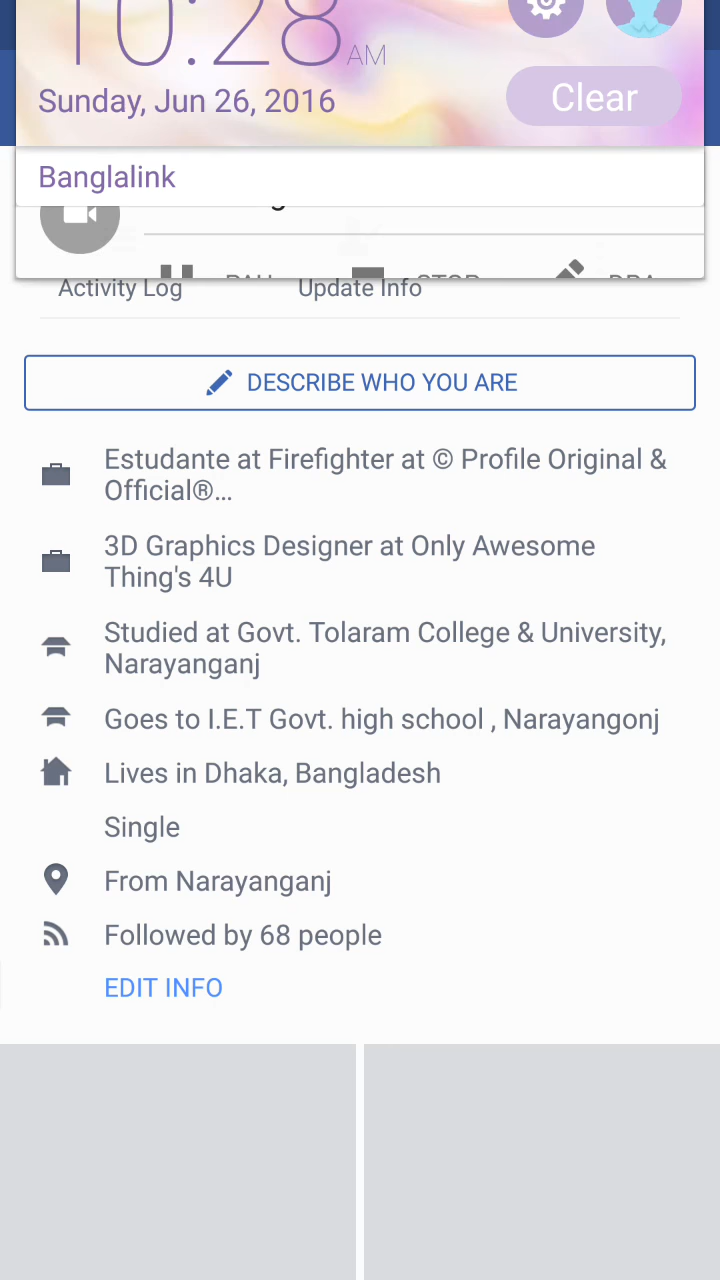 10:28 AM
Sunday, Jun 26, 2016
Clear
Banglalink
Activity Log
Update Info
DESCRIBE WHO YOU ARE
Estudante at Firefighter at © Profile Original &
Official®...
3D Graphics Designer at Only Awesome
Thing's 4U
Studied at Govt. Tolaram College & University,
Narayanganj
Goes to I.E.T Govt. high school , Narayangonj
Lives in Dhaka, Bangladesh
Single
From Narayanganj
Followed by 68 people
EDIT INFO